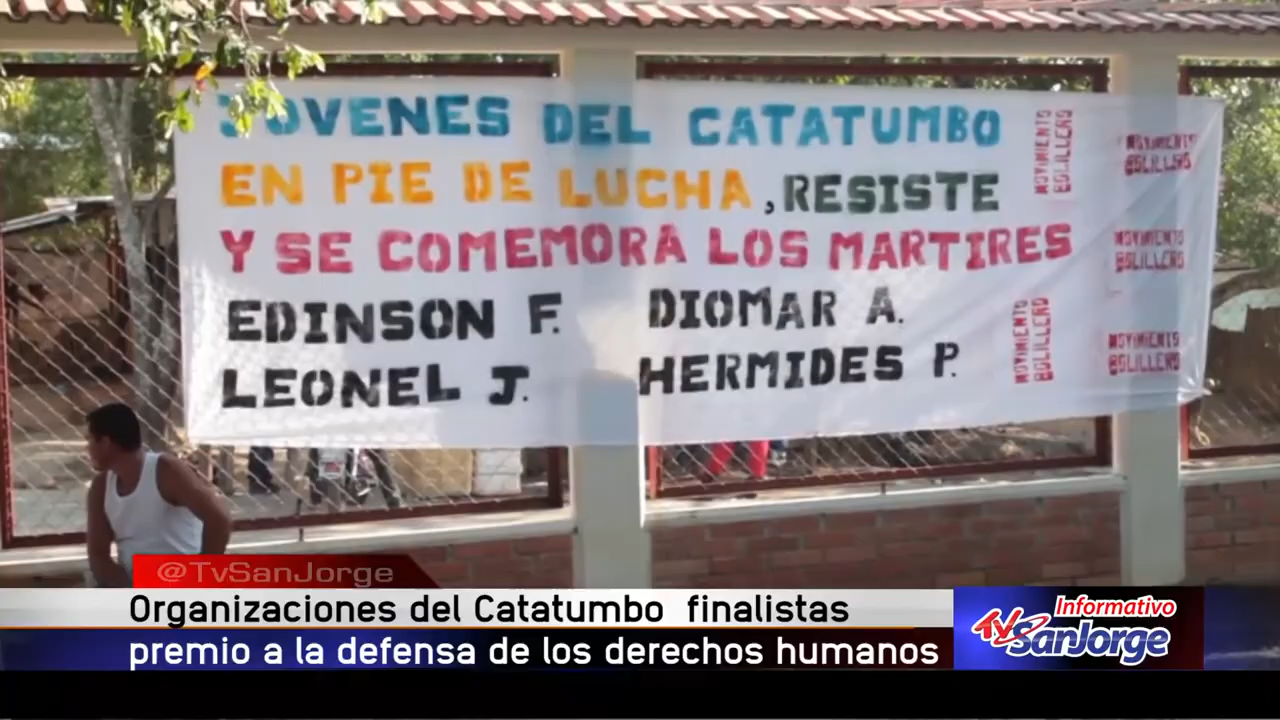 JOVENES DEL CATATUMBO
EN PIE DE LUCHA, RESISTE
Y SE COMEMORA LOS MARTIRES
EDINSON F. DIOMAR A.
LEONEL J. HERMIDES P.
MOVIMIENTO
BOLILLERO
MOVIMIENTO
BOLILLERO
MOVIMIENTO
BOLILLERO
MOVIMIENTO
BOLILLERO
MOVIMIENTO
BOLILLERO
@TvSanJorge
Organizaciones del Catatumbo finalistas
premio a la defensa de los derechos humanos
Informativo
TV SanJorge